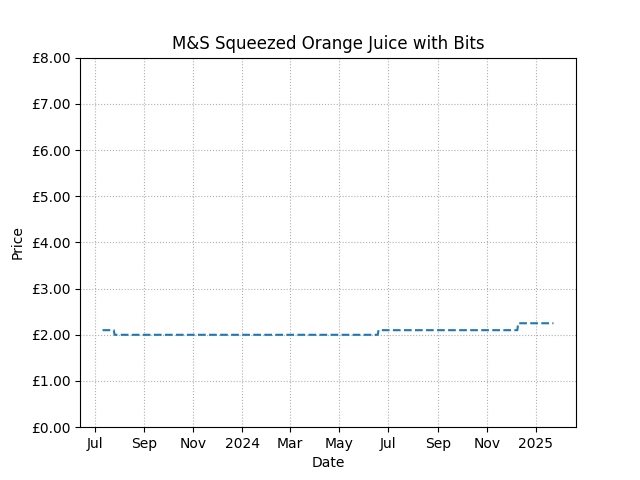 M&S Squeezed Orange Juice with Bits
£8.00
£7.00
£6.00
£5.00
£4.00
£3.00
£2.00
£1.00
£0.00
Price
Jul Sep Nov 2024 Mar May Jul Sep Nov 2025
Date